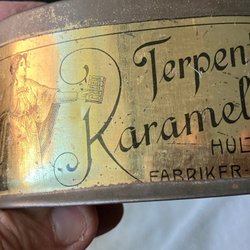 Terpen
Karamel
HUL
FABRIKER-